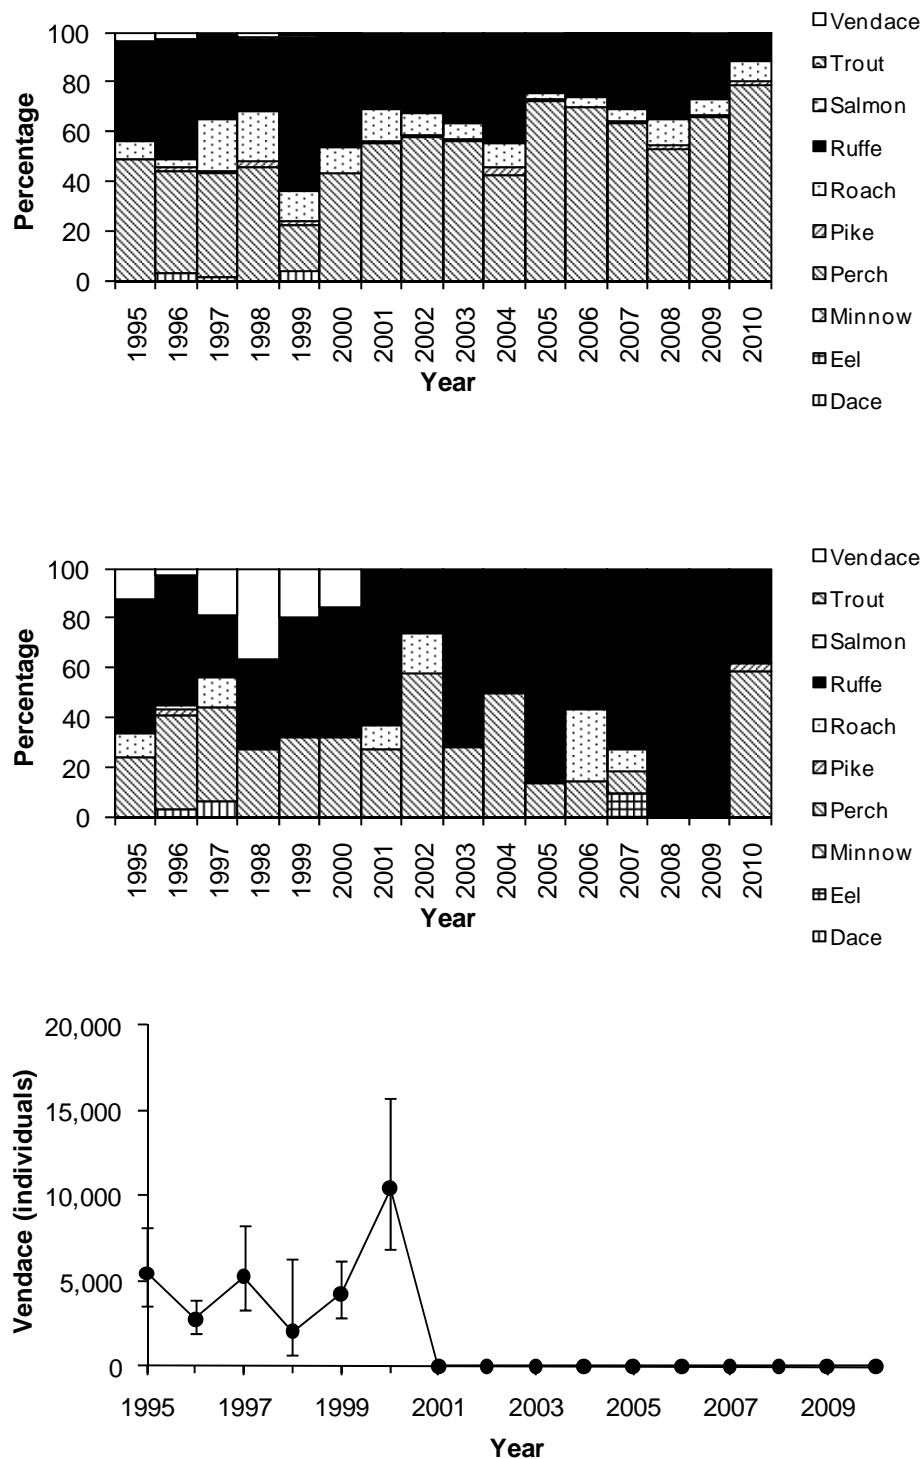 100
80
60
40
20
0
Percentage
1995
1996
1997
1998
1999
2000
2001
2002
2003
2004
2005
2006
2007
2008
2009
2010
Year
Vendace
Trout
Salmon
Ruffe
Roach
Pike
Perch
Minnow
Eel
Dace
100
80
60
40
20
0
Percentage
1995
1996
1997
1998
1999
2000
2001
2002
2003
2004
2005
2006
2007
2008
2009
2010
Year
Vendace
Trout
Salmon
Ruffe
Roach
Pike
Perch
Minnow
Eel
Dace
20,000
15,000
10,000
5,000
0
Vendace (individuals)
1995 1997 1999 2001 2003 2005 2007 2009
Year